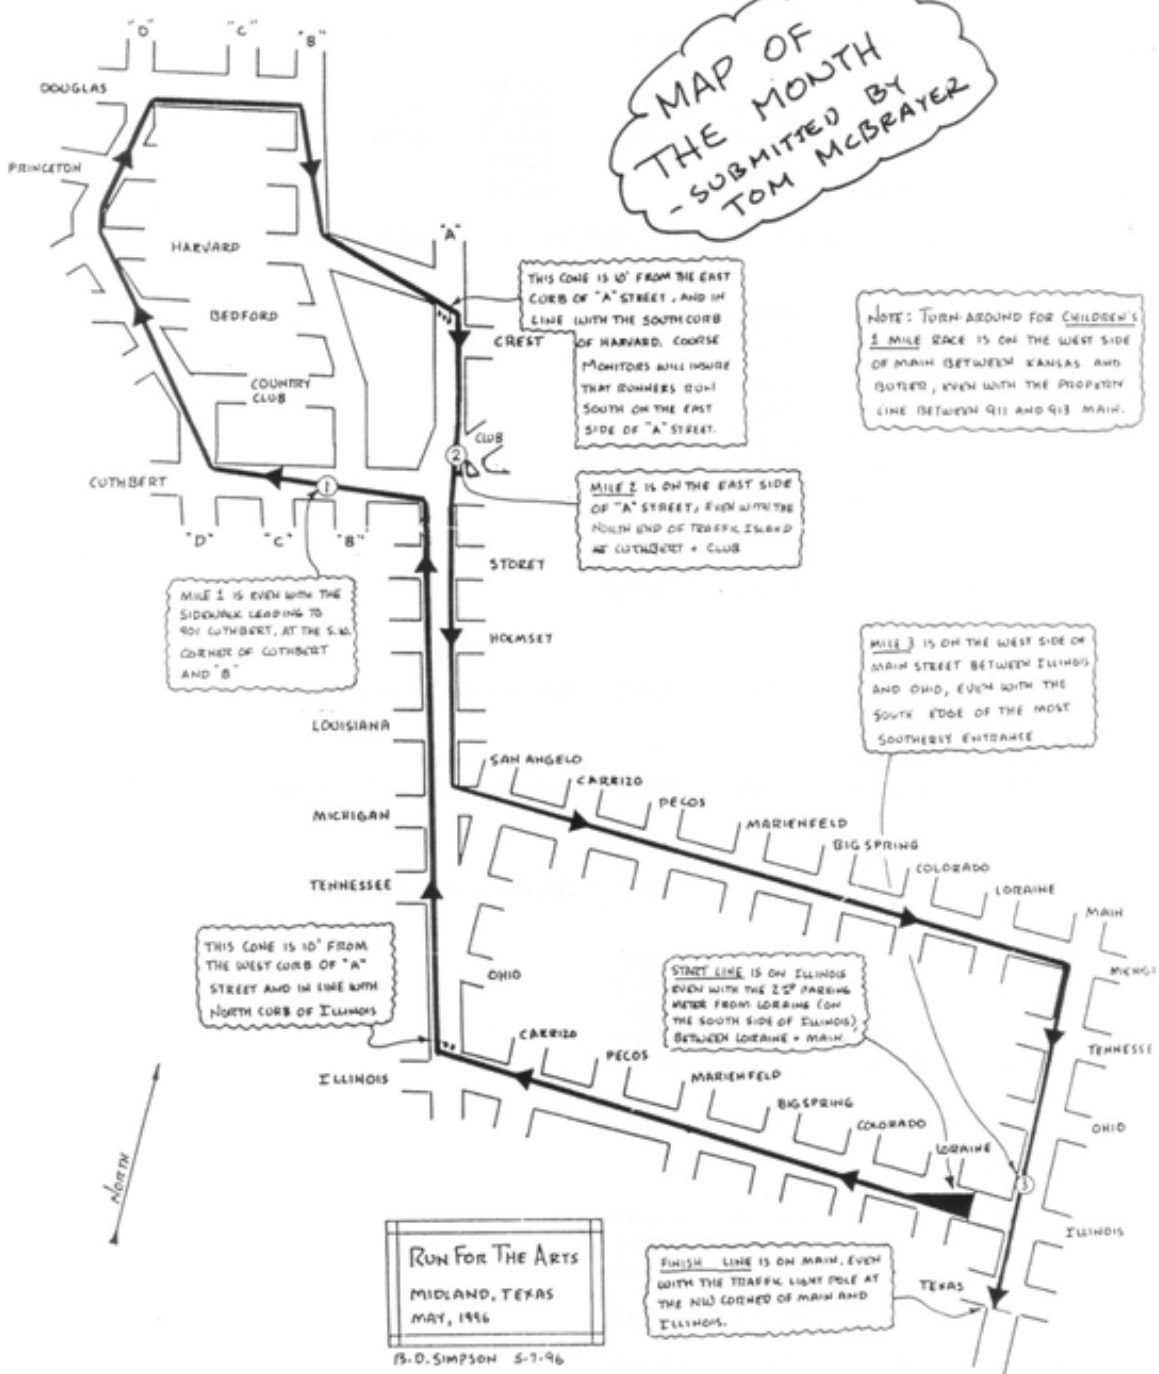 MAP OF
THE MONTH
- SUBMITTED BY
TOM MCBRAYER
"D" "C" "B"
DOUGLAS
PRINCETON
HARVARD
BEDFORD
COUNTRY
CLUB
CUTHBERT
"D" "C" "B"
"A"
CREST
CLUB
STOREY
HOLMSEY
1
2
THIS CONE IS 10' FROM THE EAST
CURB OF "A" STREET, AND IN
LINE WITH THE SOUTH CURB
OF HARVARD. COURSE
MONITORS WILL INSURE
THAT RUNNERS RUN
SOUTH ON THE EAST
SIDE OF "A" STREET.
NOTE: TURN-AROUND FOR CHILDREN'S
1 MILE RACE IS ON THE WEST SIDE
OF MAIN BETWEEN KANSAS AND
BUTLER, EVEN WITH THE PROPERTY
LINE BETWEEN 911 AND 913 MAIN.
MILE 2 IS ON THE EAST SIDE
OF "A" STREET, EVEN WITH THE
NORTH END OF TRAFFIC ISLAND
AT CUTHBERT + CLUB
MILE 1 IS EVEN WITH THE
SIDEWALK LEADING TO
901 CUTHBERT, AT THE S.W.
CORNER OF CUTHBERT
AND "B"
MILE 3 IS ON THE WEST SIDE OF
MAIN STREET BETWEEN ILLINOIS
AND OHIO, EVEN WITH THE
SOUTH EDGE OF THE MOST
SOUTHERLY ENTRANCE
LOUISIANA
MICHIGAN
TENNESSEE
SAN ANGELO
CARRIZO
PECOS
MARIENFELD
BIG SPRING
COLORADO
LORAINE
MAIN
MICHIG
TENNESSE
OHIO
ILLINOIS
TEXAS
THIS CONE IS 10' FROM
THE WEST CURB OF "A"
STREET AND IN LINE WITH
NORTH CURB OF ILLINOIS
OHIO
ILLINOIS
CARRIZO
PECOS
MARIENFELD
BIG SPRING
COLORADO
LORAINE
3
START LINE IS ON ILLINOIS
EVEN WITH THE 2ND PARKING
METER FROM LORAINE (ON
THE SOUTH SIDE OF ILLINOIS)
BETWEEN LORAINE + MAIN.
FINISH LINE IS ON MAIN, EVEN
WITH THE TRAFFIC LIGHT POLE AT
THE NW CORNER OF MAIN AND
ILLINOIS.
NORTH
RUN FOR THE ARTS
MIDLAND, TEXAS
MAY, 1996
B.D. SIMPSON 5-7-96